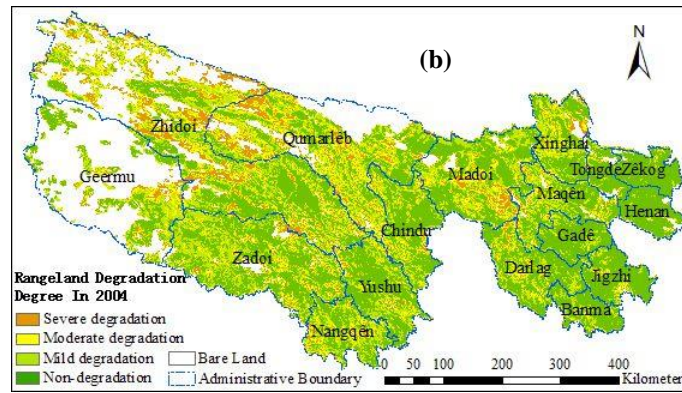 N
(b)
Zhidoi
Qumarlêb
Xinghai
TongdeZêkog
Geermu
Madoi
Maqên
Henan
Chindu
Gadê
Zadoi
Darlag
Jigzhi
Yushu
Banma
Nangqên
Rangeland Degradation
Degree In 2004
Severe degradation
Moderate degradation
Mild degradation
Bare Land
Non-degradation
Administrative Boundary
0 50 100 200 300 400
Kilometer